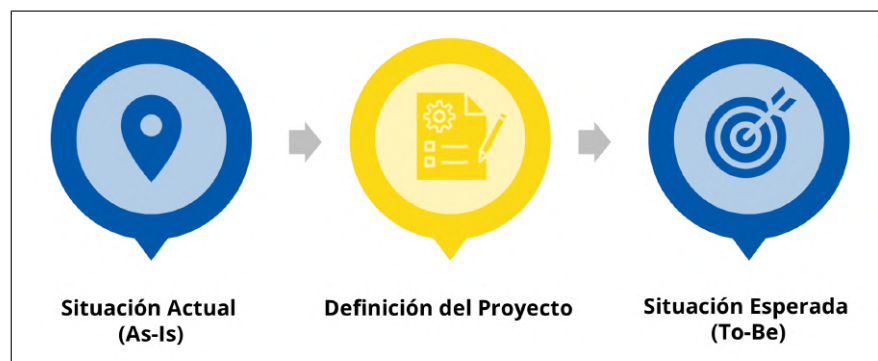 Situación Actual
(As-Is)
Definición del Proyecto
Situación Esperada
(To-Be)